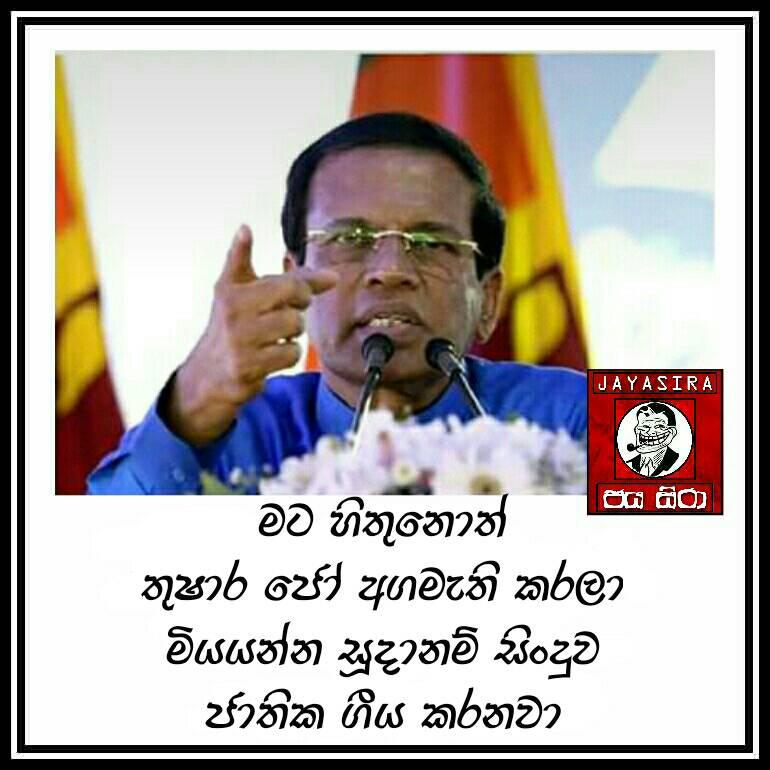 JAYASIRA
ජය සිරා
මට හිතුනොත්
තුෂාර ජෝ අගමැති කරලා
මියයන්න සූදානම් සිංදුව
ජාතික ගීය කරනවා